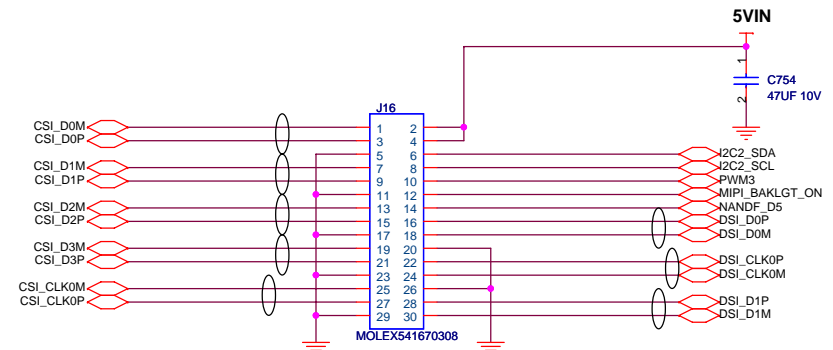 5VIN
1
C754
47UF 10V
2
J16
CSI_D0M 1 2
CSI_D0P 3 4
5 6 I2C2_SDA
CSI_D1M 7 8 I2C2_SCL
CSI_D1P 9 10 PWM3
11 12 MIPI_BAKLGT_ON
CSI_D2M 13 14 NANDF_D5
CSI_D2P 15 16 DSI_D0P
17 18 DSI_D0M
CSI_D3M 19 20
CSI_D3P 21 22 DSI_CLK0P
23 24 DSI_CLK0M
CSI_CLK0M 25 26
CSI_CLK0P 27 28 DSI_D1P
29 30 DSI_D1M
MOLEX541670308